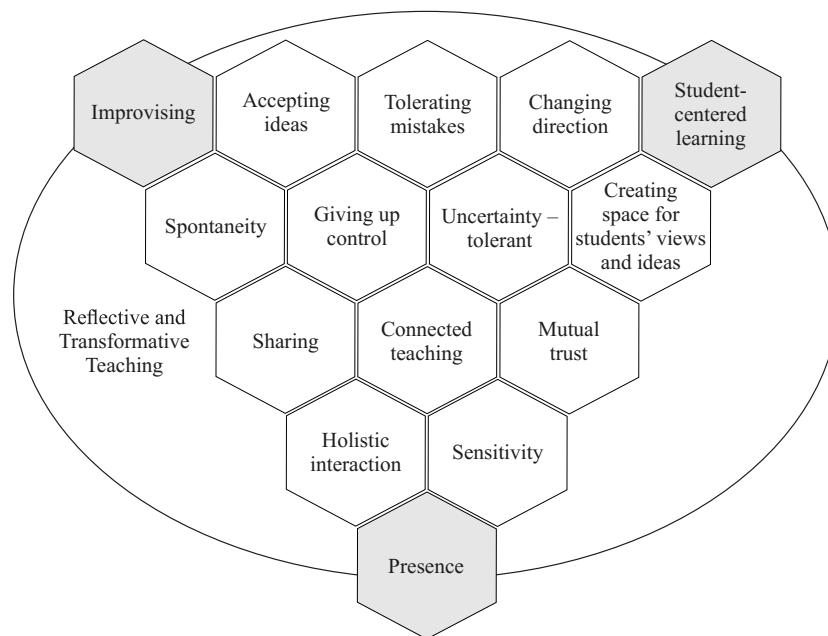 Improvising
Accepting
ideas
Tolerating
mistakes
Changing
direction
Student-
centered
learning
Spontaneity
Giving up
control
Uncertainty –
tolerant
Creating
space for
students’ views
and ideas
Reflective and
Transformative
Teaching
Sharing
Connected
teaching
Mutual
trust
Holistic
interaction
Sensitivity
Presence